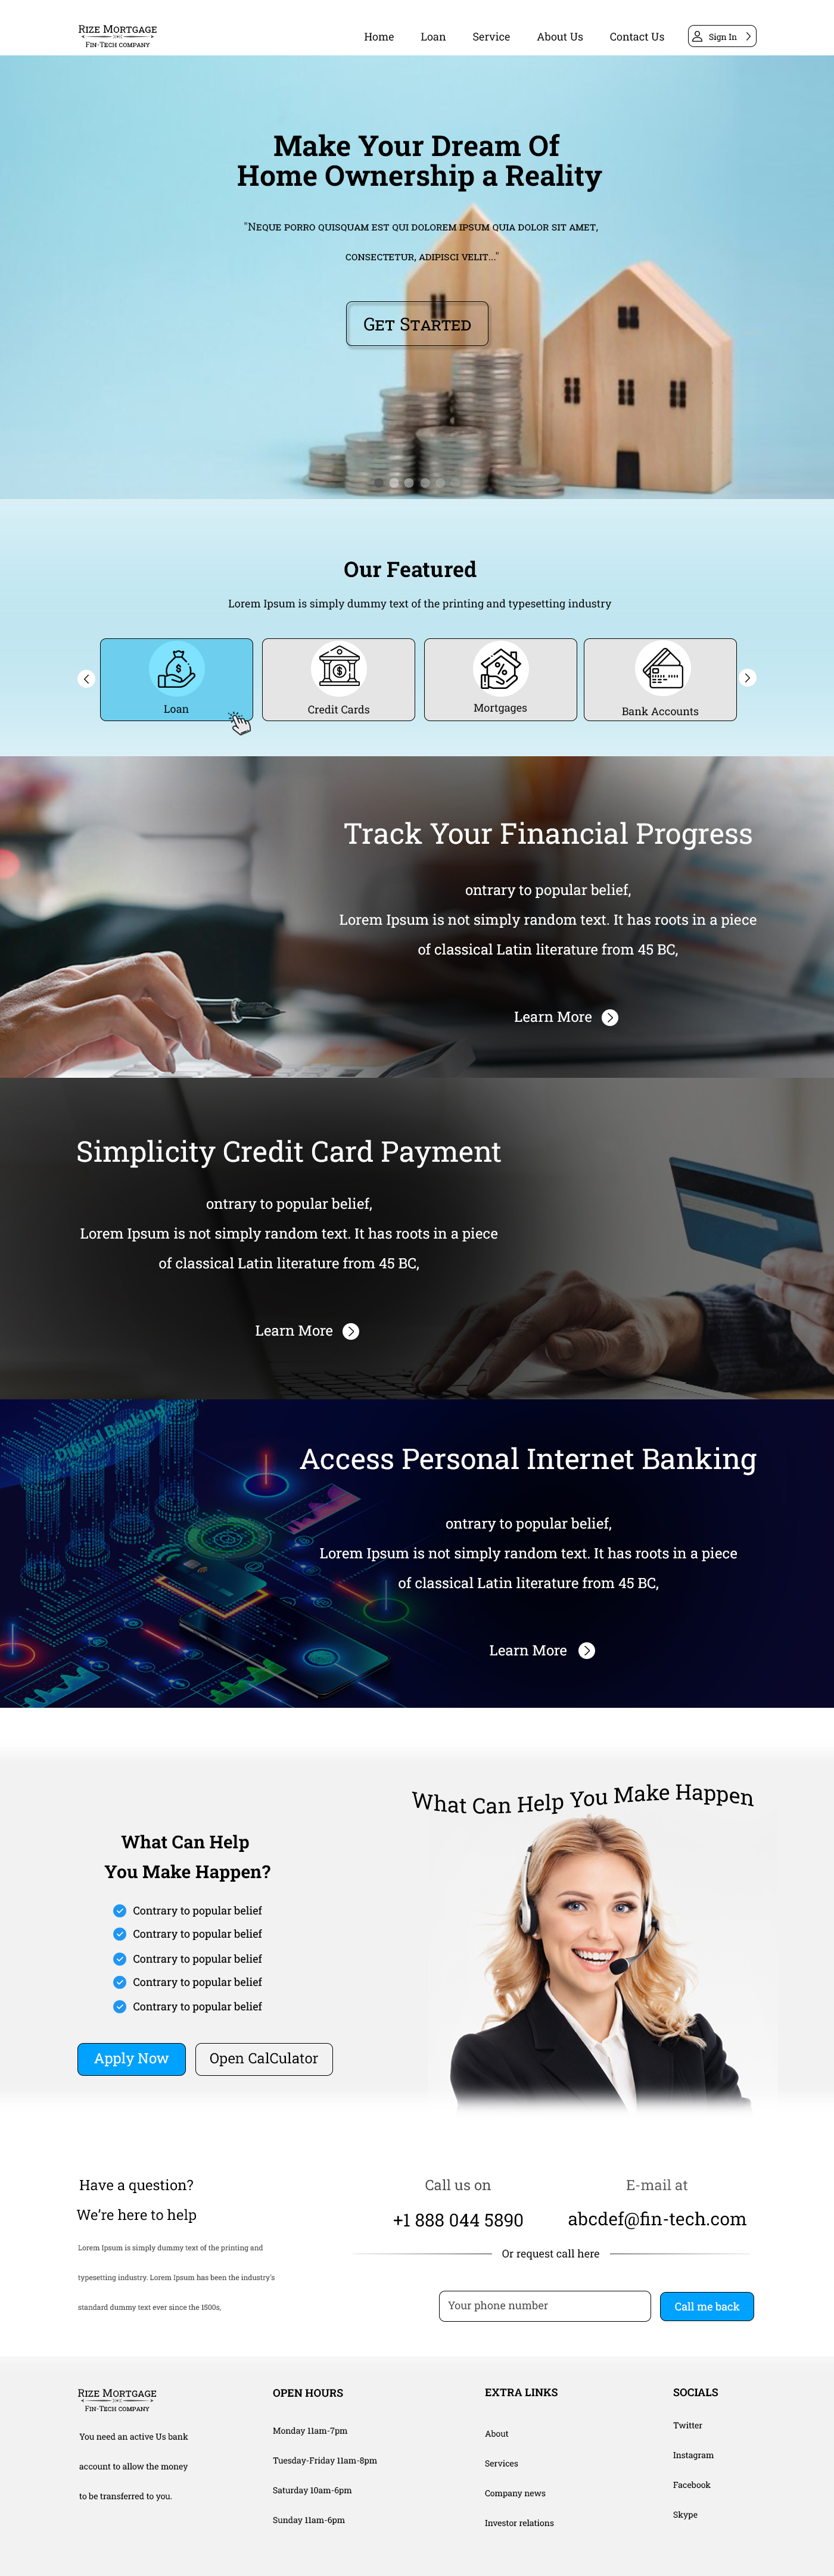 Rize Mortgage
Fin-Tech company
Home Loan Service About Us Contact Us Sign In
Make Your Dream Of
Home Ownership a Reality
"Neque porro quisquam est qui dolorem ipsum quia dolor sit amet,
consectetur, adipisci velit..."
Get Started
Our Featured
Lorem Ipsum is simply dummy text of the printing and typesetting industry
Loan
Credit Cards
Mortgages
Bank Accounts
Track Your Financial Progress
ontrary to popular belief,
Lorem Ipsum is not simply random text. It has roots in a piece
of classical Latin literature from 45 BC,
Learn More
Simplicity Credit Card Payment
ontrary to popular belief,
Lorem Ipsum is not simply random text. It has roots in a piece
of classical Latin literature from 45 BC,
Learn More
Digital Banking
Access Personal Internet Banking
ontrary to popular belief,
Lorem Ipsum is not simply random text. It has roots in a piece
of classical Latin literature from 45 BC,
Learn More
What Can Help You Make Happen
What Can Help
You Make Happen?
Contrary to popular belief
Contrary to popular belief
Contrary to popular belief
Contrary to popular belief
Contrary to popular belief
Apply Now
Open CalCulator
Have a question?
We're here to help
Lorem Ipsum is simply dummy text of the printing and
typesetting industry. Lorem Ipsum has been the industry's
standard dummy text ever since the 1500s,
Call us on
+1 888 044 5890
E-mail at
abcdef@fin-tech.com
Or request call here
Your phone number
Call me back
Rize Mortgage
Fin-Tech company
You need an active Us bank
account to allow the money
to be transferred to you.
OPEN HOURS
Monday 11am-7pm
Tuesday-Friday 11am-8pm
Saturday 10am-6pm
Sunday 11am-6pm
EXTRA LINKS
About
Services
Company news
Investor relations
SOCIALS
Twitter
Instagram
Facebook
Skype